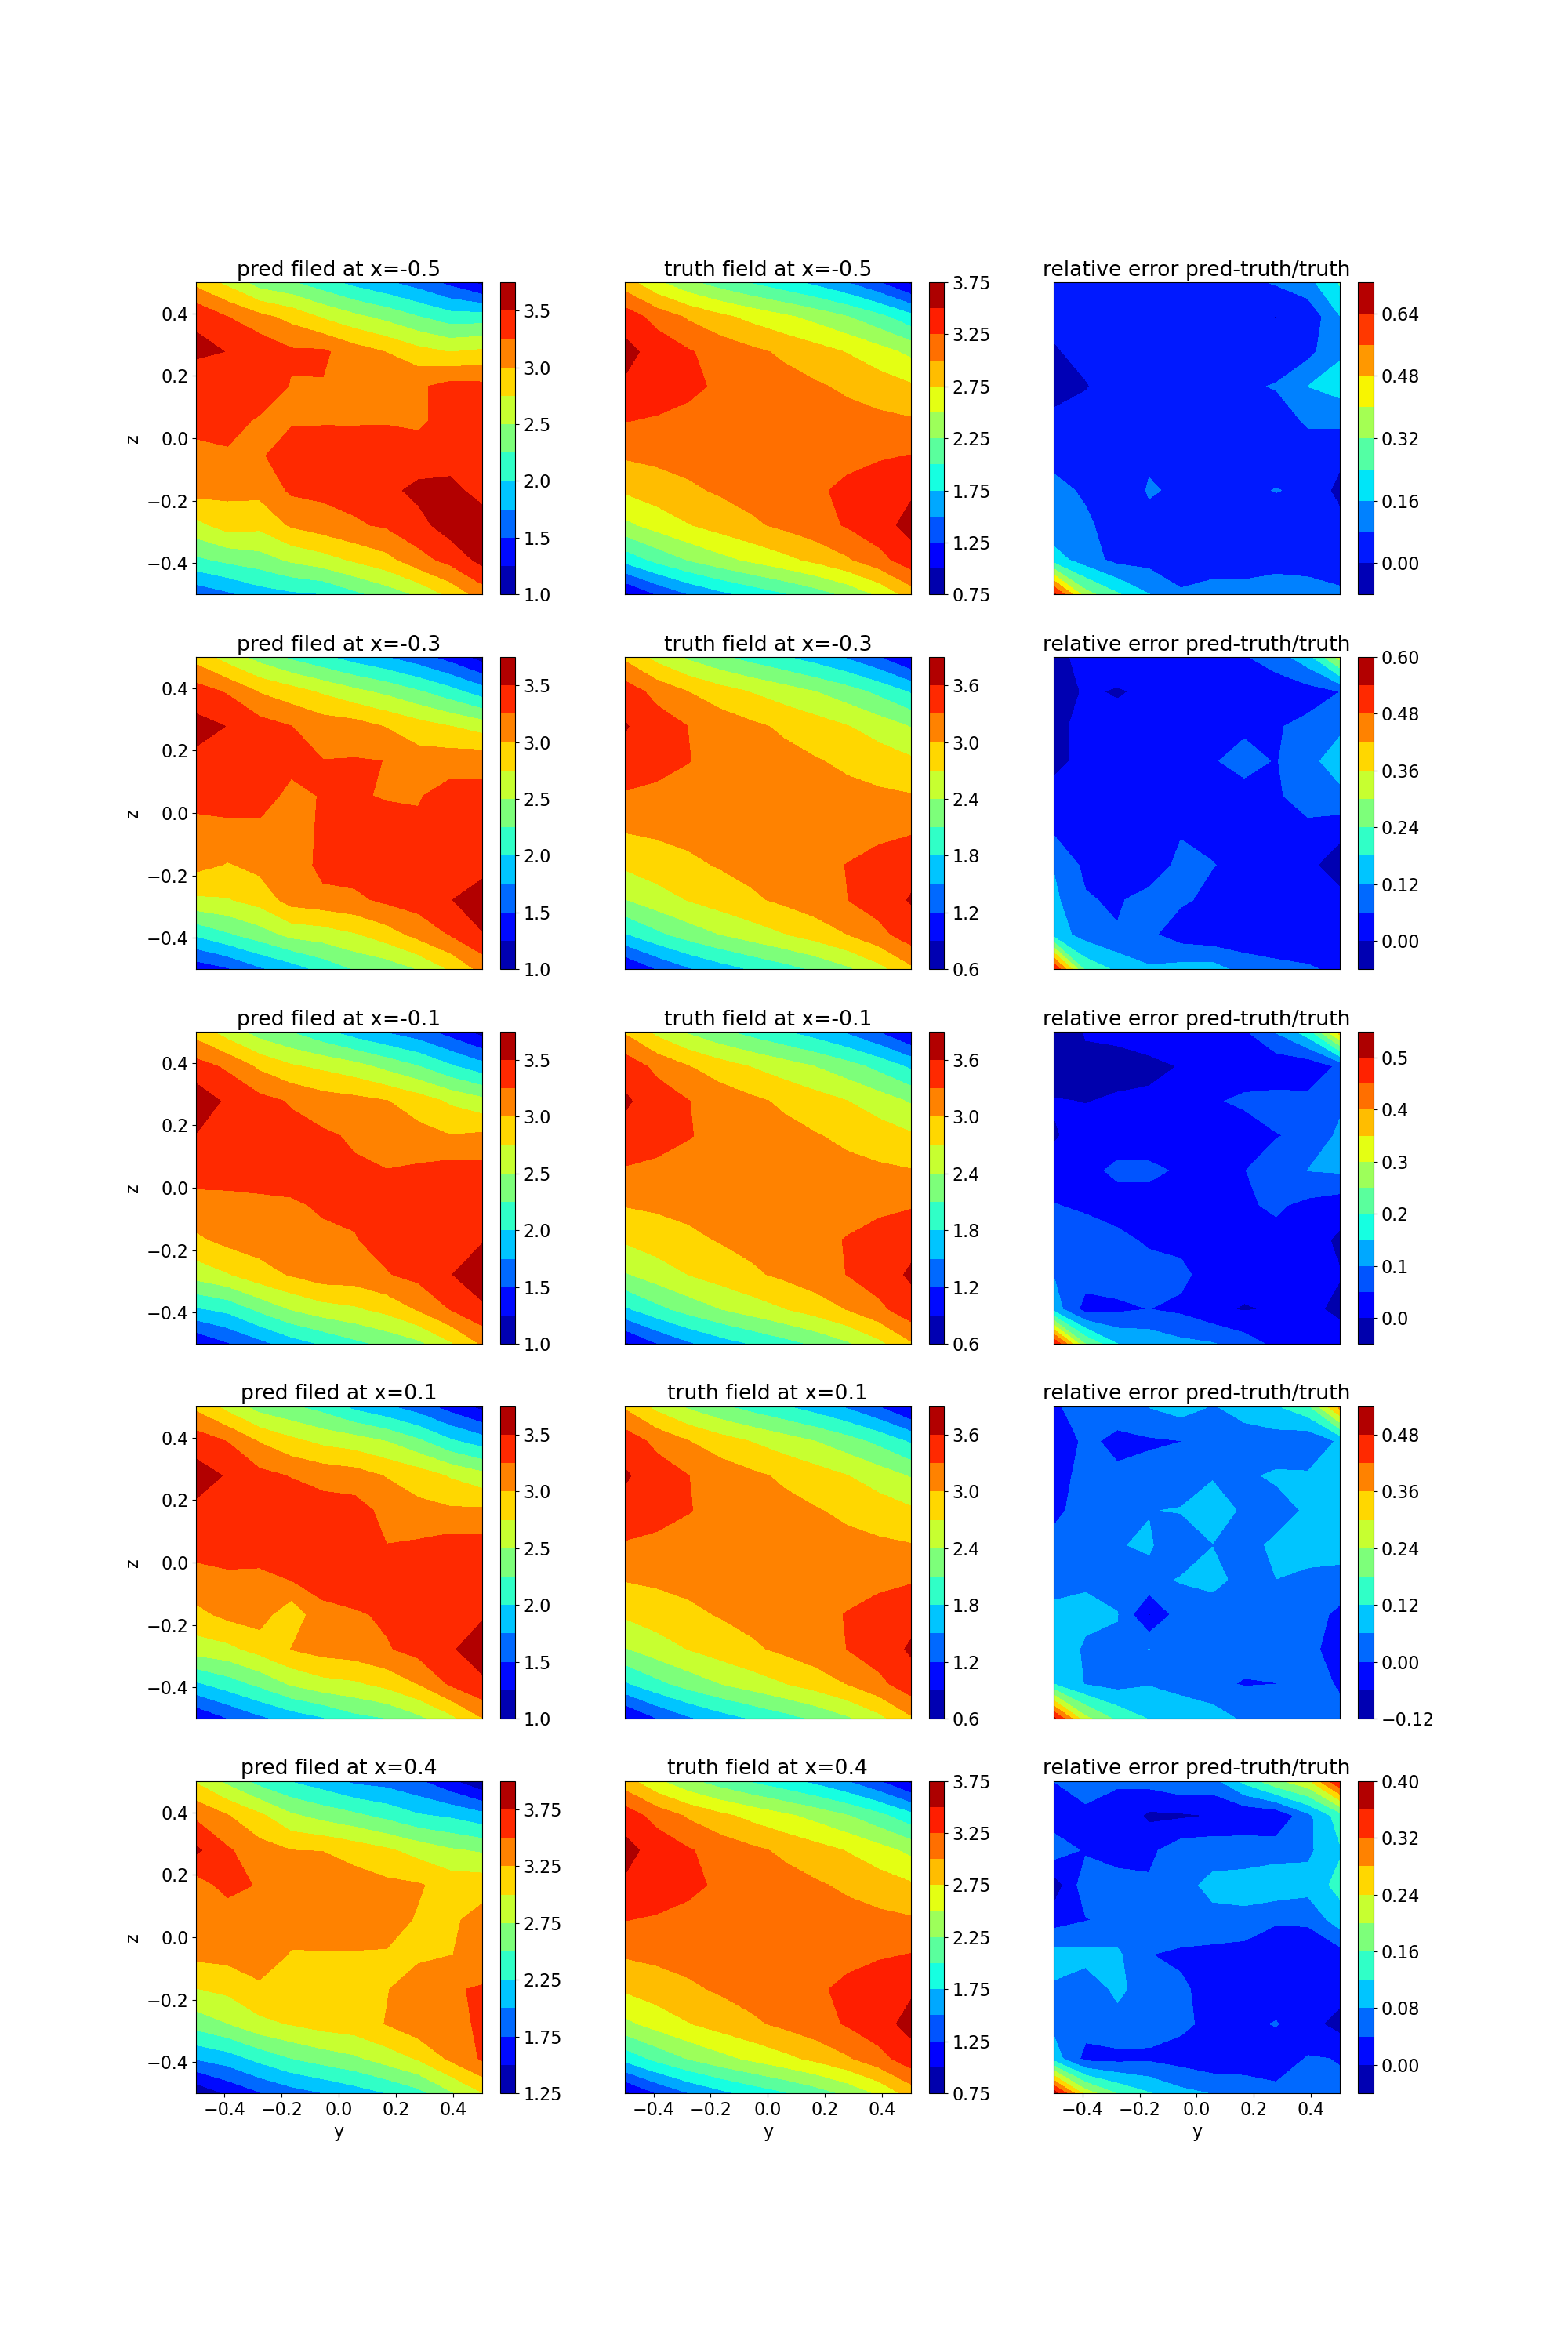 pred filed at x=-0.5 truth field at x=-0.5 relative error pred-truth/truth
0.4 0.2 0.0 −0.2 −0.4 z
3.5 3.0 2.5 2.0 1.5 1.0
3.75 3.25 2.75 2.25 1.75 1.25 0.75
0.64 0.48 0.32 0.16 0.00
pred filed at x=-0.3 truth field at x=-0.3 relative error pred-truth/truth
0.4 0.2 0.0 −0.2 −0.4 z
3.5 3.0 2.5 2.0 1.5 1.0
3.6 3.0 2.4 1.8 1.2 0.6
0.60 0.48 0.36 0.24 0.12 0.00
pred filed at x=-0.1 truth field at x=-0.1 relative error pred-truth/truth
0.4 0.2 0.0 −0.2 −0.4 z
3.5 3.0 2.5 2.0 1.5 1.0
3.6 3.0 2.4 1.8 1.2 0.6
0.5 0.4 0.3 0.2 0.1 0.0
pred filed at x=0.1 truth field at x=0.1 relative error pred-truth/truth
0.4 0.2 0.0 −0.2 −0.4 z
3.5 3.0 2.5 2.0 1.5 1.0
3.6 3.0 2.4 1.8 1.2 0.6
0.48 0.36 0.24 0.12 0.00 −0.12
pred filed at x=0.4 truth field at x=0.4 relative error pred-truth/truth
0.4 0.2 0.0 −0.2 −0.4 z
3.75 3.25 2.75 2.25 1.75 1.25
3.75 3.25 2.75 2.25 1.75 1.25 0.75
0.40 0.32 0.24 0.16 0.08 0.00
−0.4 −0.2 0.0 0.2 0.4 −0.4 −0.2 0.0 0.2 0.4 −0.4 −0.2 0.0 0.2 0.4
y y y